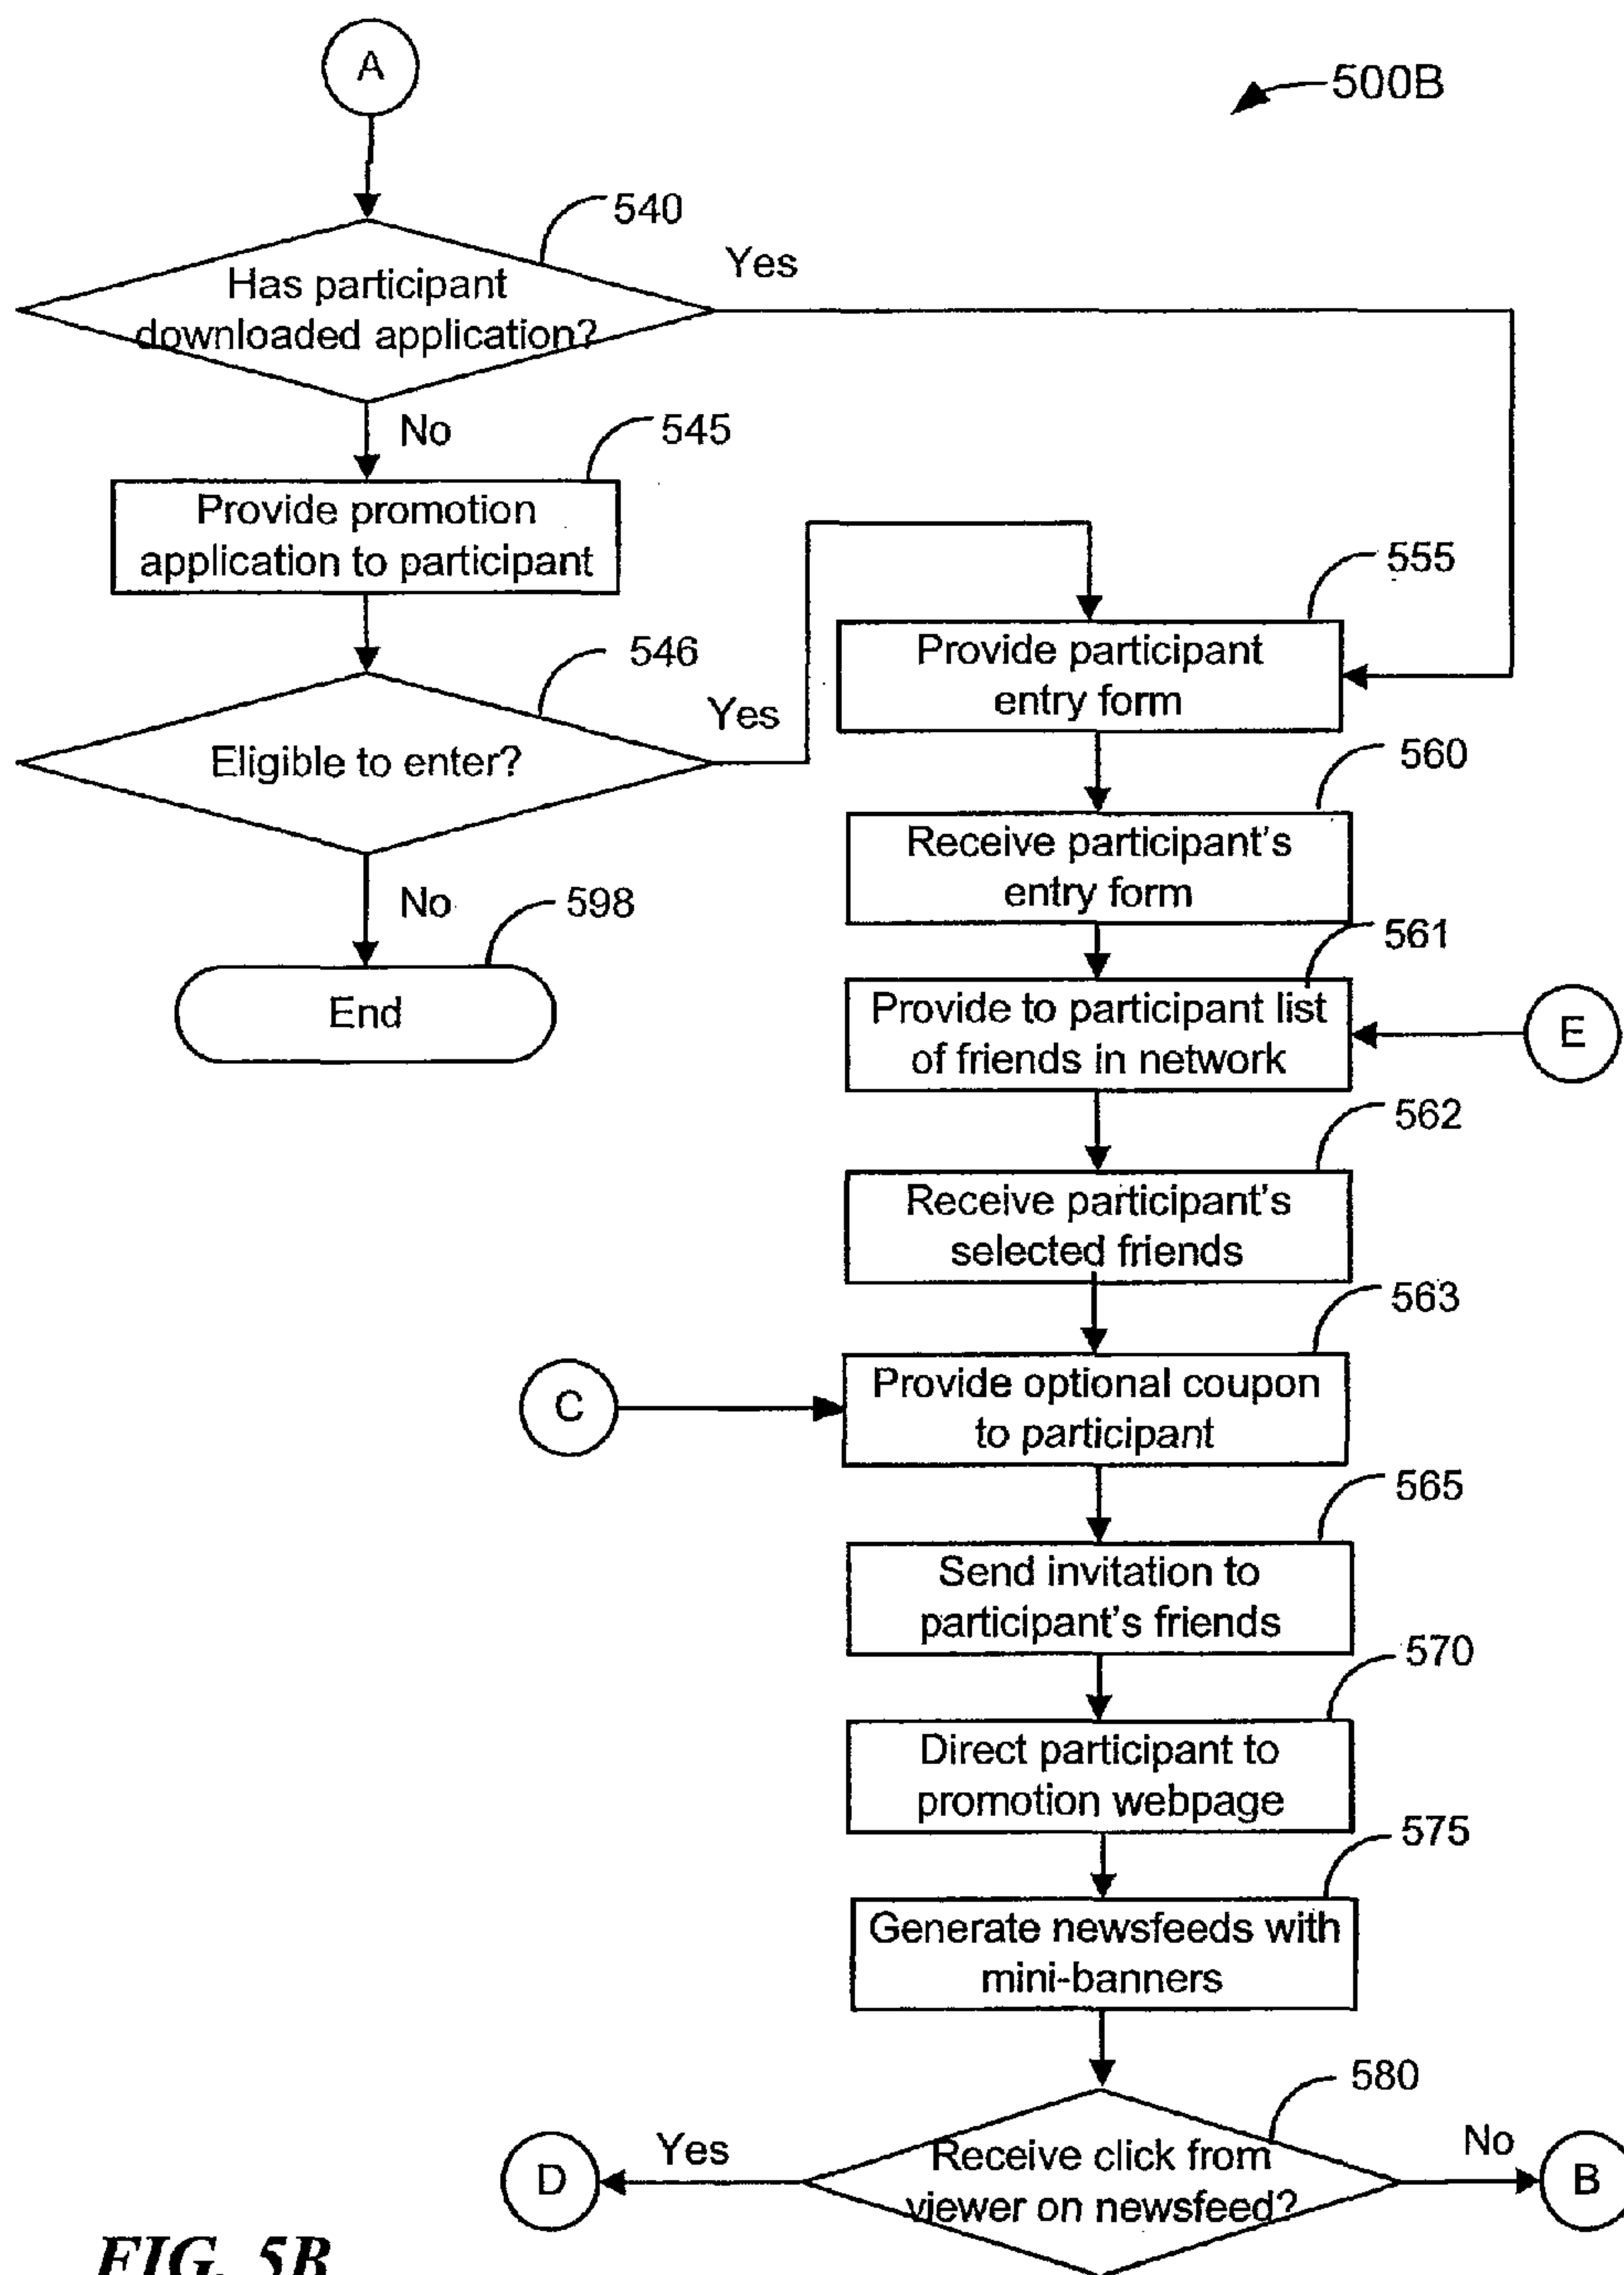 A
500B
540
Has participant
downloaded application?
Yes
No
545
Provide promotion
application to participant
546
Eligible to enter?
Yes
No
598
End
555
Provide participant
entry form
560
Receive participant's
entry form
561
Provide to participant list
of friends in network
E
562
Receive participant's
selected friends
563
C
Provide optional coupon
to participant
565
Send invitation to
participant's friends
570
Direct participant to
promotion webpage
575
Generate newsfeeds with
mini-banners
580
D
Yes
Receive click from
viewer on newsfeed?
No
B
FIG. 5B